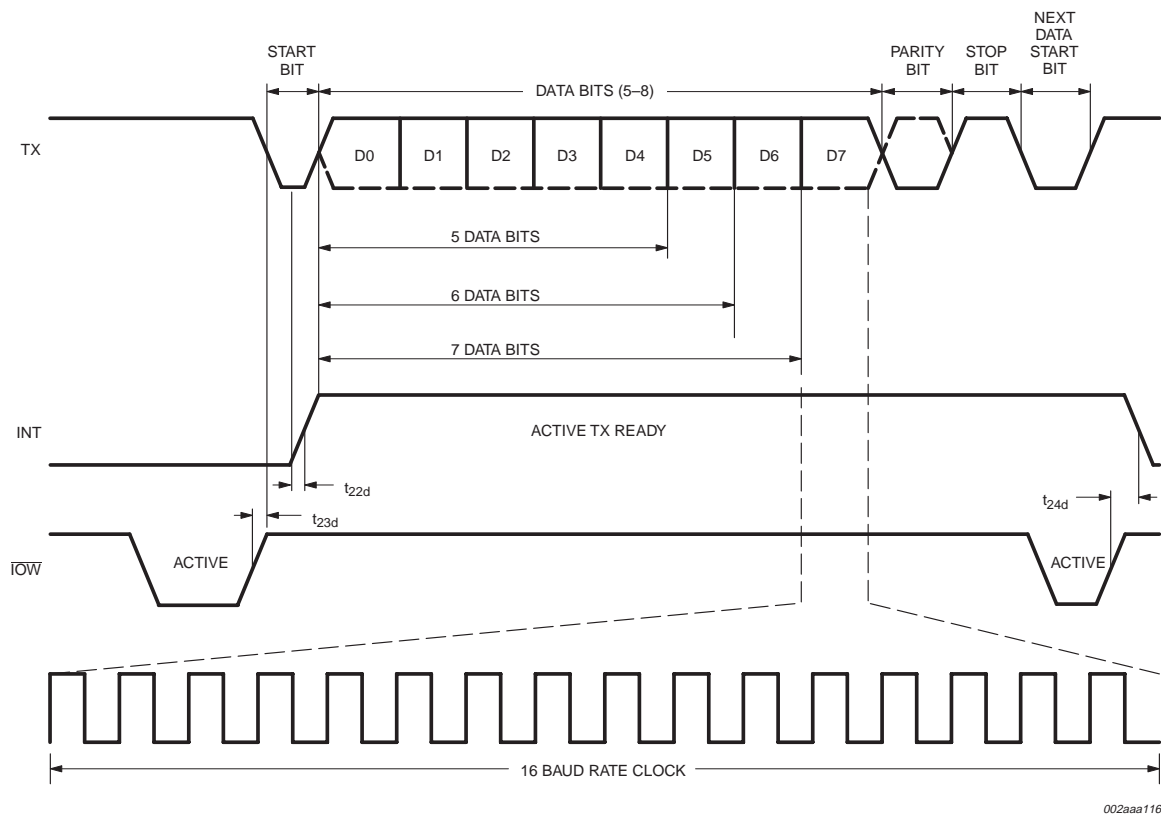 NEXT
DATA
START
BIT
START
BIT
PARITY
BIT
STOP
BIT
DATA BITS (5–8)
TX
D0 D1 D2 D3 D4 D5 D6 D7
5 DATA BITS
6 DATA BITS
7 DATA BITS
INT
ACTIVE TX READY
t22d
t24d
t23d
IOW
ACTIVE
ACTIVE
16 BAUD RATE CLOCK
002aaa116